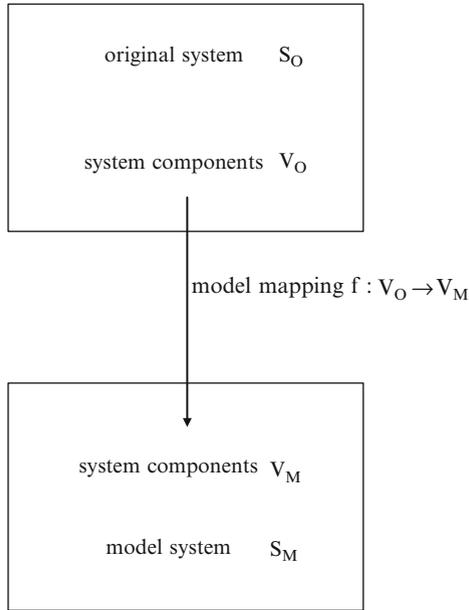 original system S_O
system components V_O
model mapping f : V_O → V_M
system components V_M
model system S_M